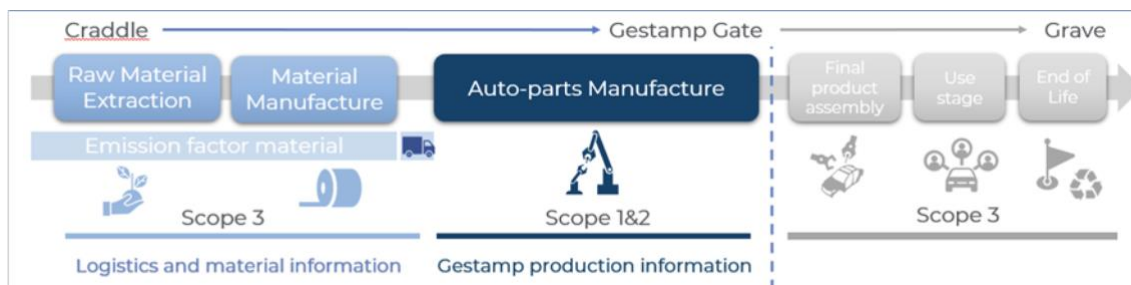 Craddle
Gestamp Gate
Grave
Raw Material
Extraction
Material
Manufacture
Auto-parts Manufacture
Final
product
assembly
Use
stage
End of
Life
Emission factor material
Scope 3
Scope 1&2
Scope 3
Logistics and material information
Gestamp production information